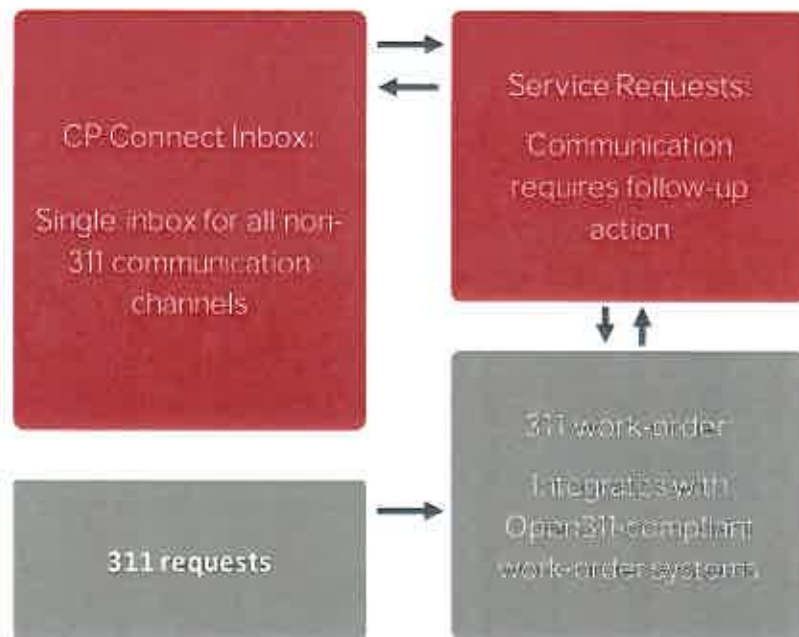 CP Connect Inbox:
Single inbox for all non-
311 communication
channels
Service Requests:
Communication
requires follow-up
action
311 requests
311 work-order
Integrates with
Open311-compliant
work-order systems